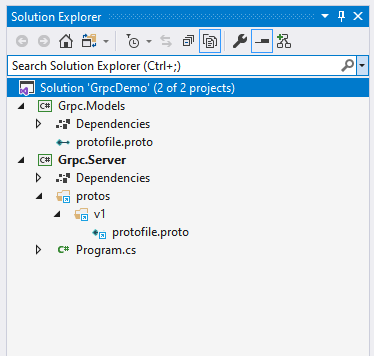 Solution Explorer
Search Solution Explorer (Ctrl+;)
Solution 'GrpcDemo' (2 of 2 projects)
C# Grpc.Models
Dependencies
protofile.proto
C# Grpc.Server
Dependencies
protos
v1
protofile.proto
C# Program.cs